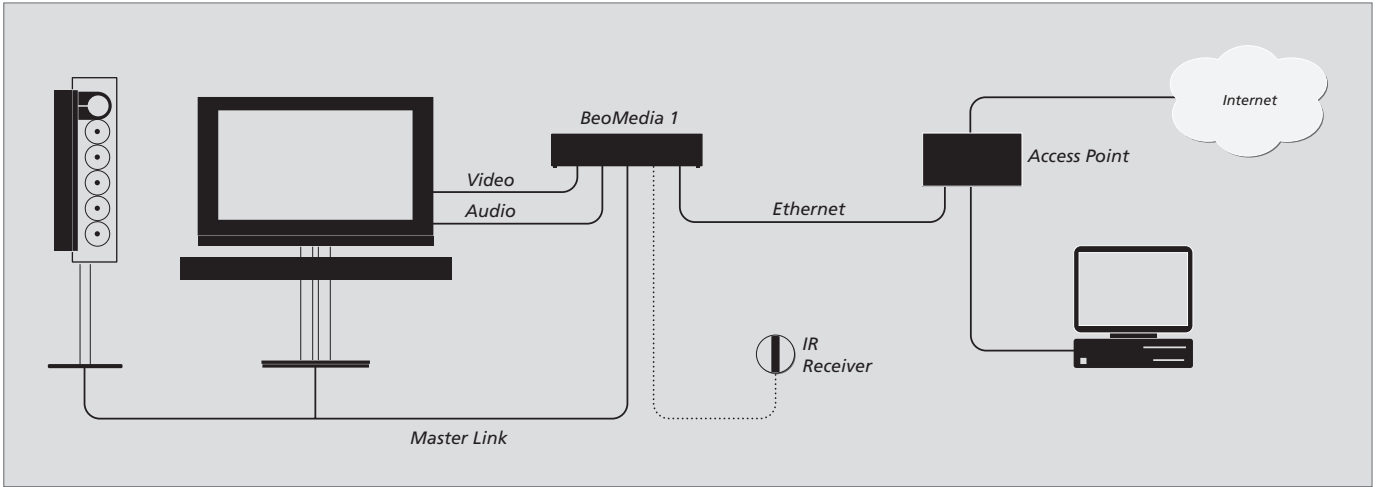 BeoMedia 1
Internet
Access Point
Video
Audio
Ethernet
IR
Receiver
Master Link